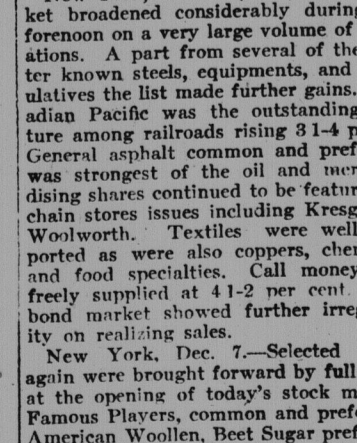 ket broadened considerably durin
forenoon on a very large volume of
ations. A part from several of the
ter known steels, equipments, and
ulatives the list made further gains.
adian Pacific was the outstanding
ture among railroads rising 3 1-4 p
General asphalt common and pref
was strongest of the oil and mer
dising shares continued to be featur
chain stores issues including Kresg
Woolworth. Textiles were well
ported as were also coppers, cher
and food specialties. Call money
freely supplied at 4 1-2 per cent.
bond market showed further irre
ity on realizing sales.
New York, Dec. 7.—Selected
again were brought forward by full
at the opening of today's stock m
Famous Players, common and prefe
American Woollen, Beet Sugar pref